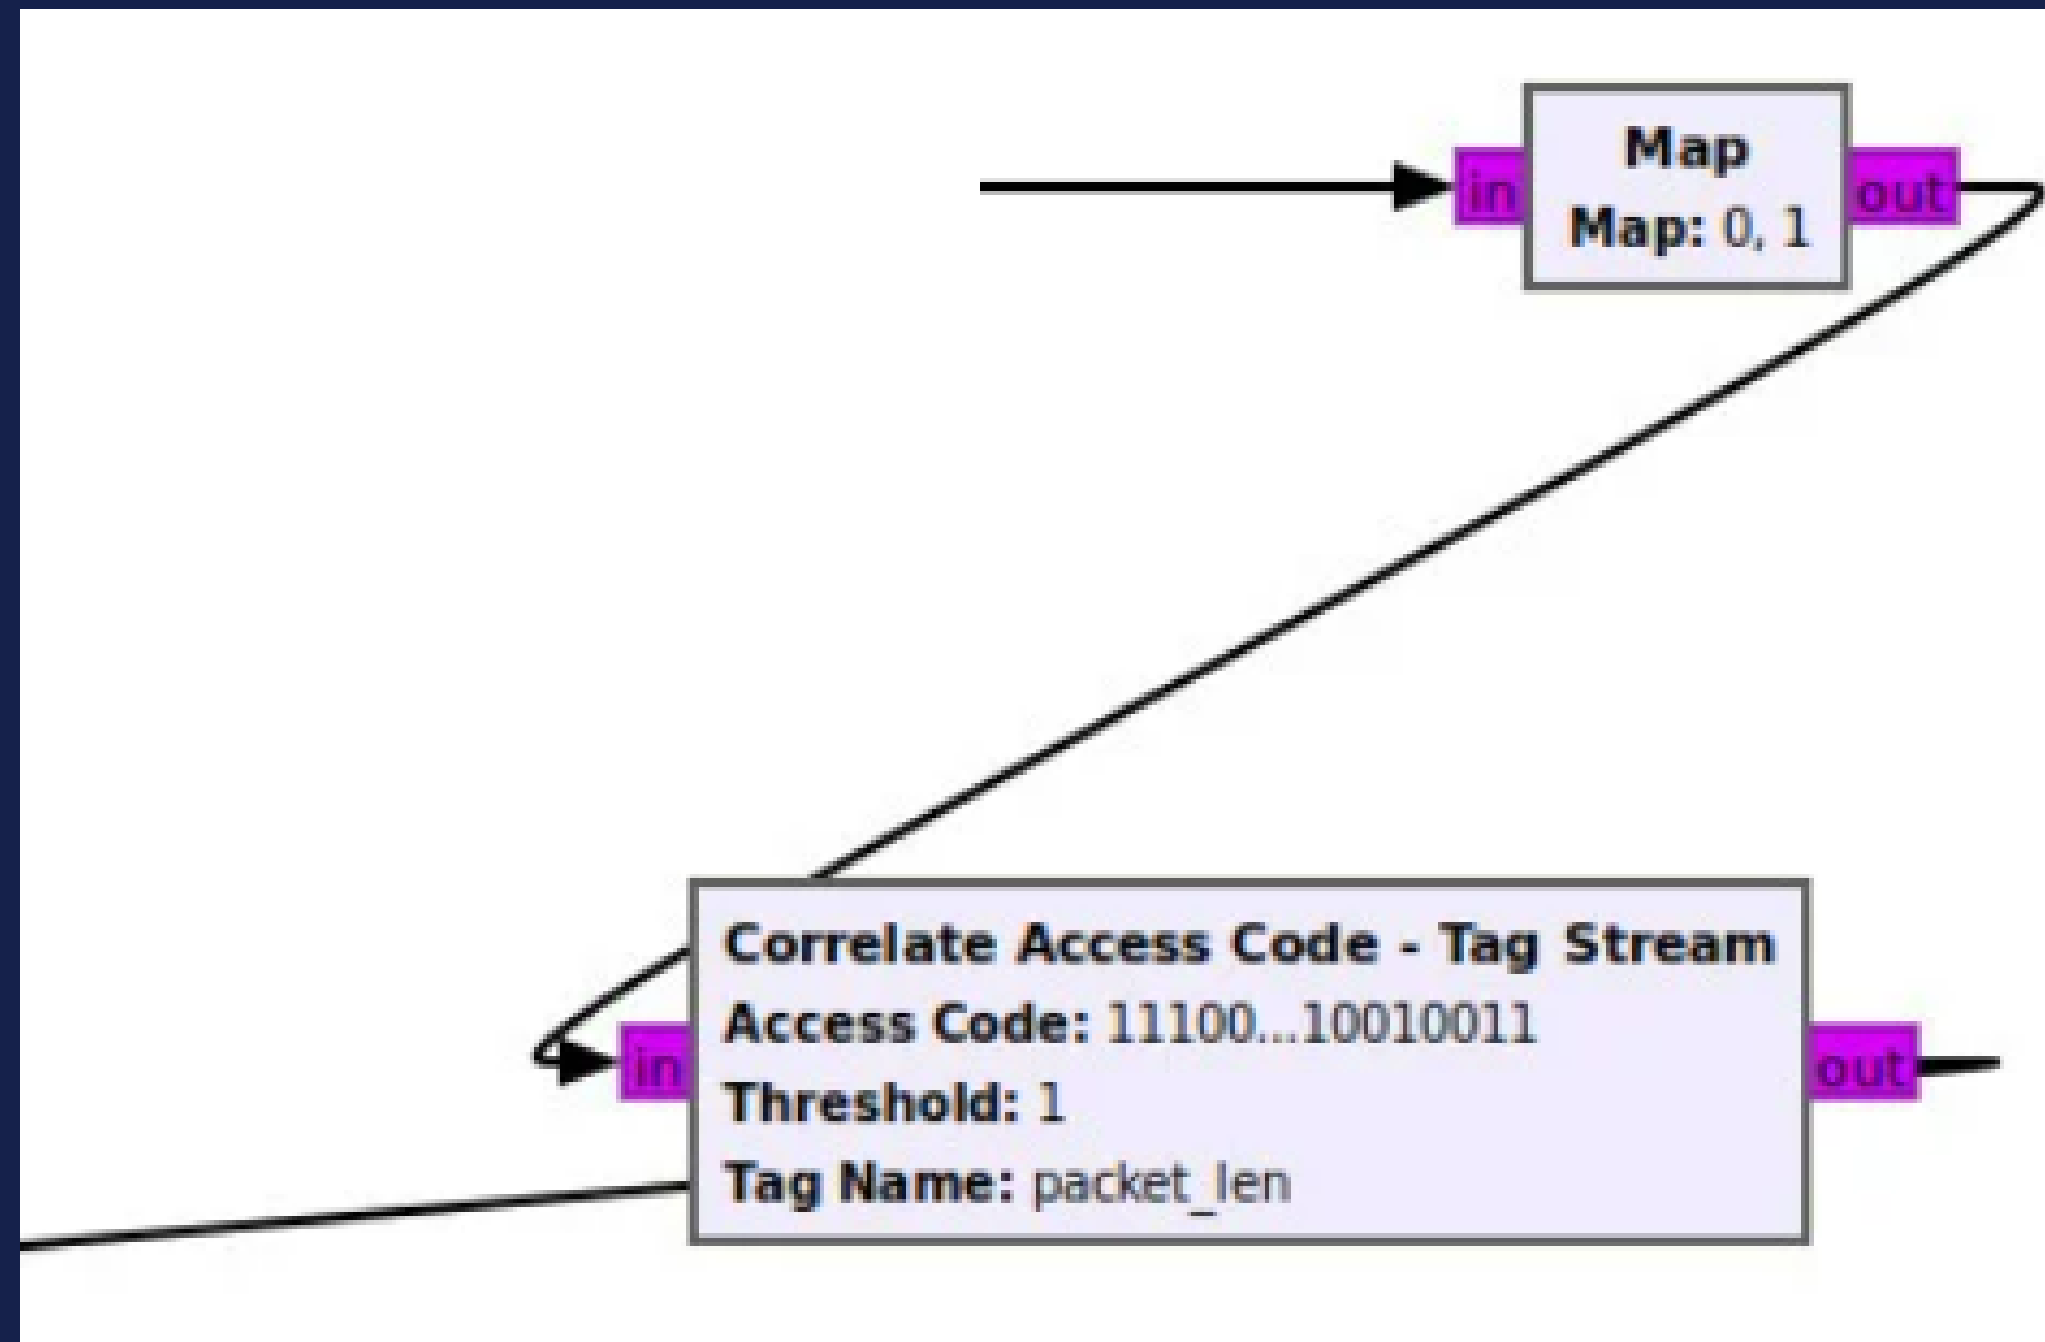 Map
in
Map: 0, 1
out
Correlate Access Code - Tag Stream
Access Code: 11100...10010011
in
out
Threshold: 1
Tag Name: packet_len